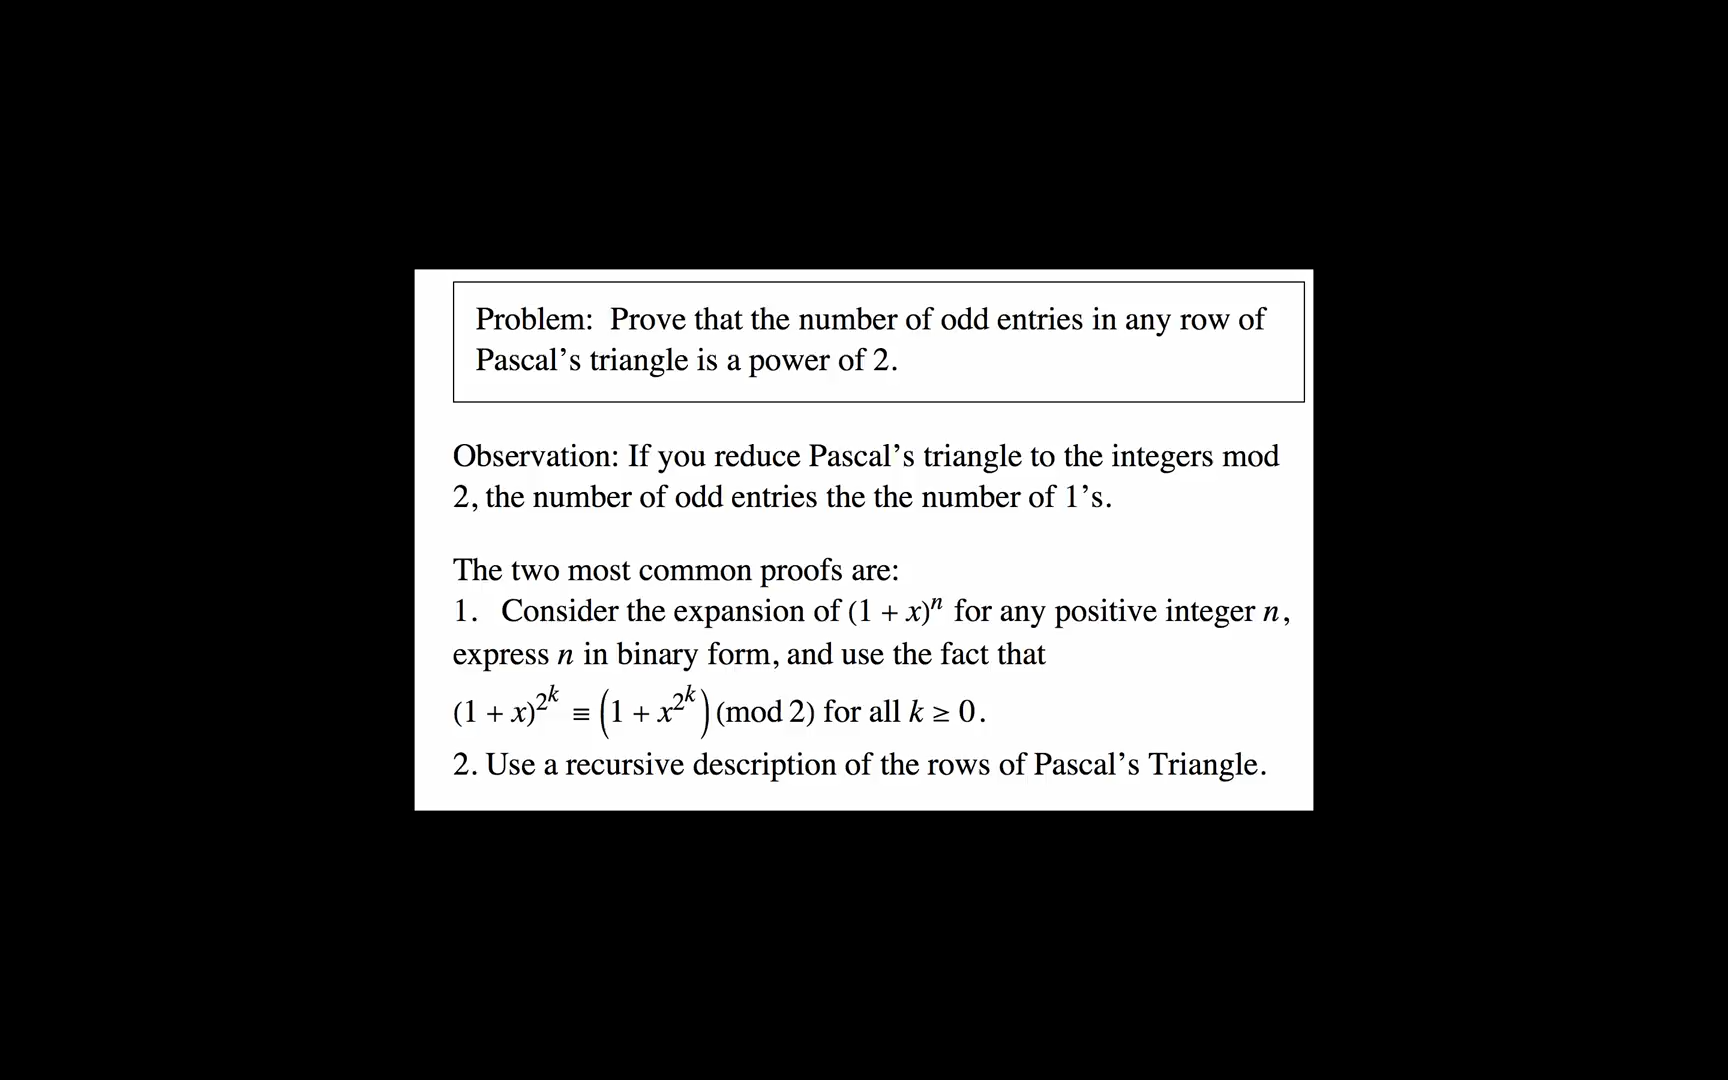 Problem: Prove that the number of odd entries in any row of
Pascal’s triangle is a power of 2.
Observation: If you reduce Pascal’s triangle to the integers mod
2, the number of odd entries the the number of 1’s.
The two most common proofs are:
1. Consider the expansion of (1 + x)^n for any positive integer n,
express n in binary form, and use the fact that
(1 + x)^{2^k} ≡ (1 + x^{2^k}) (mod 2) for all k ≥ 0.
2. Use a recursive description of the rows of Pascal’s Triangle.